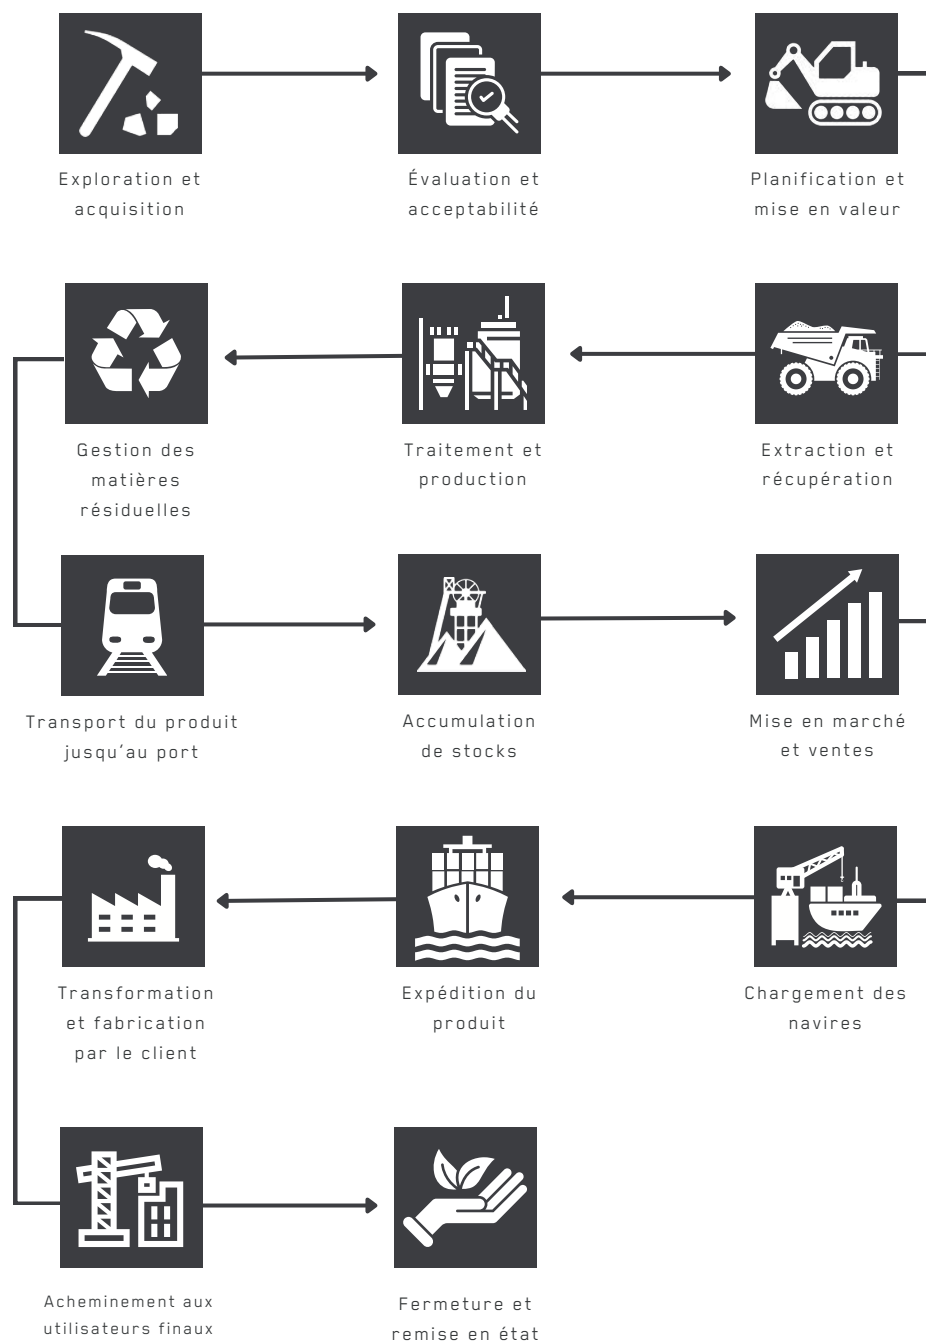 Exploration et
acquisition
Évaluation et
acceptabilité
Planification et
mise en valeur
Extraction et
récupération
Traitement et
production
Gestion des
matières
résiduelles
Transport du produit
jusqu'au port
Accumulation
de stocks
Mise en marché
et ventes
Chargement des
navires
Expédition du
produit
Transformation
et fabrication
par le client
Acheminement aux
utilisateurs finaux
Fermeture et
remise en état